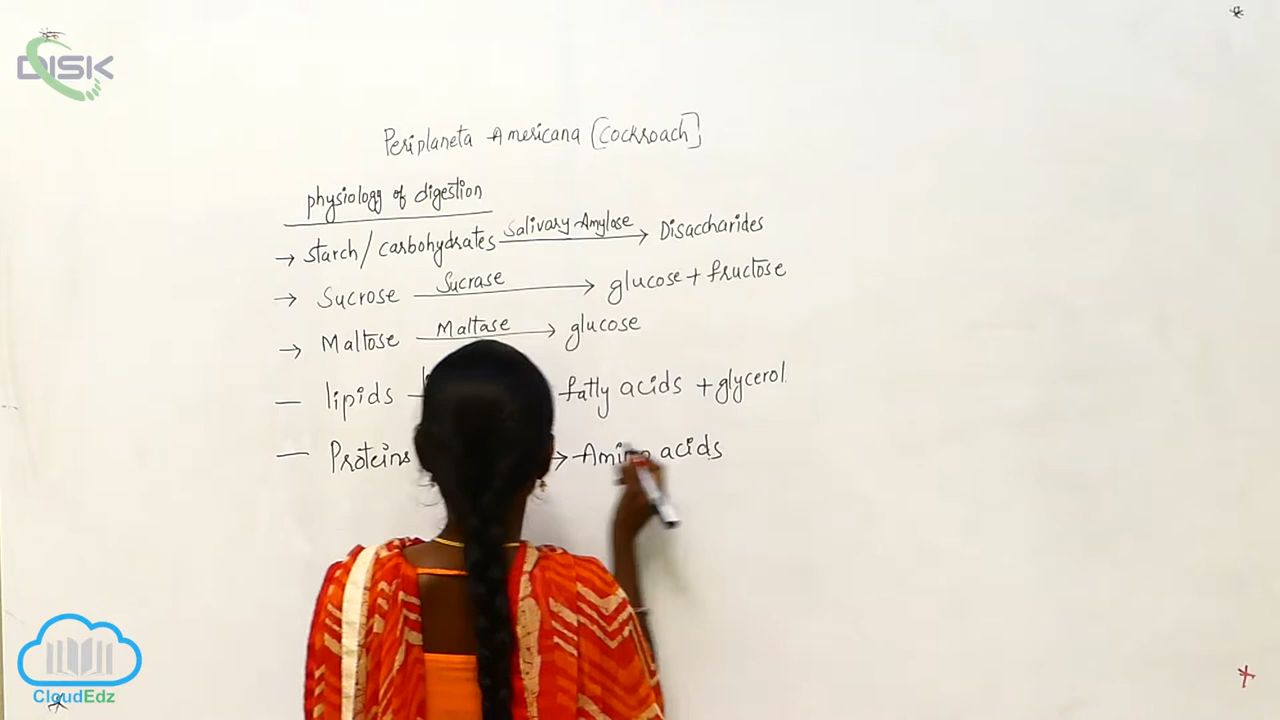 DISK
Periplaneta Americana [Cockroach]
physiology of digestion
→ starch / carbohydrates Salivary Amylase → Disaccharides
→ Sucrose Sucrase → glucose + fructose
→ Maltose Maltase → glucose
— lipids fatty acids + glycerol
— Proteins → Amino acids
CloudEdz